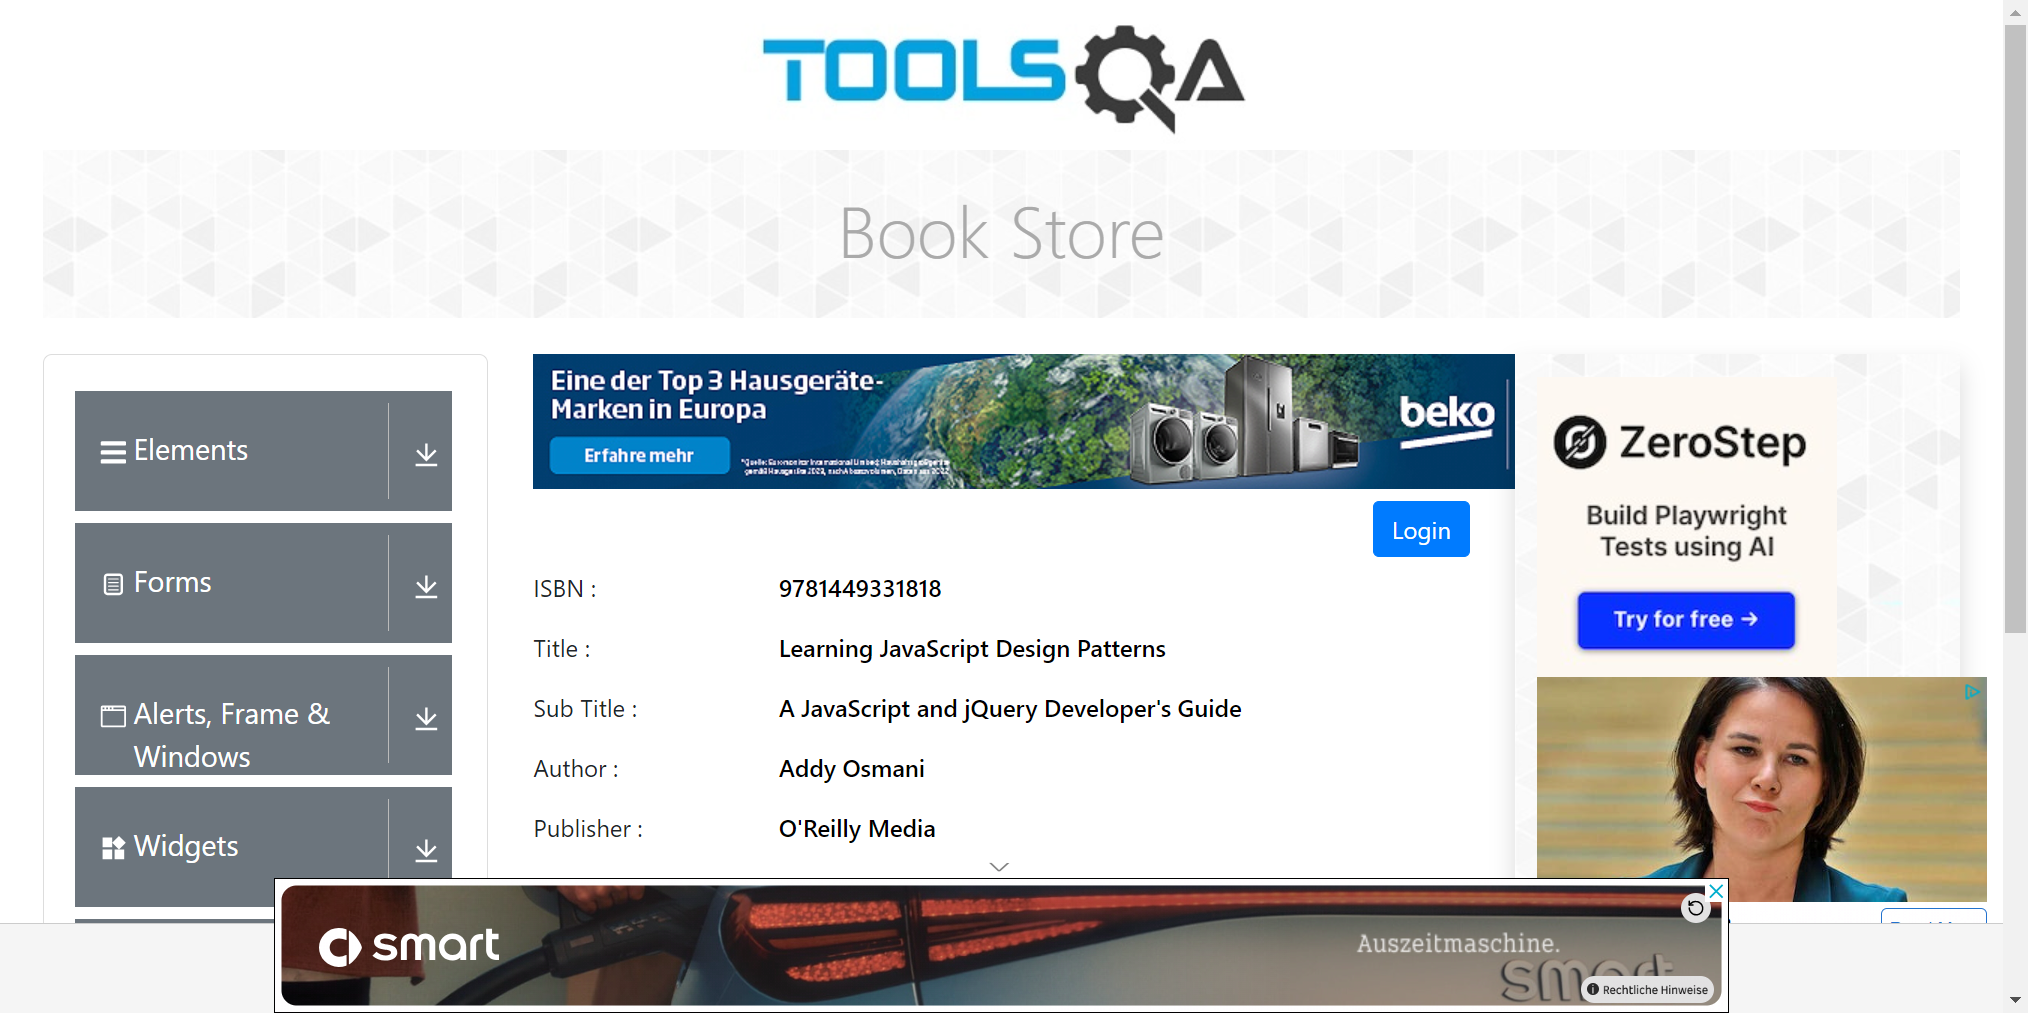 TOOLSQA
Book Store
Elements
Forms
Alerts, Frame &
Windows
Widgets
Eine der Top 3 Hausgeräte-
Marken in Europa
Erfahre mehr
beko
Login
ISBN :
9781449331818
Title :
Learning JavaScript Design Patterns
Sub Title :
A JavaScript and jQuery Developer's Guide
Author :
Addy Osmani
Publisher :
O'Reilly Media
ZeroStep
Build Playwright
Tests using AI
Try for free →
smart
Auszeitmaschine.
smart
Rechtliche Hinweise